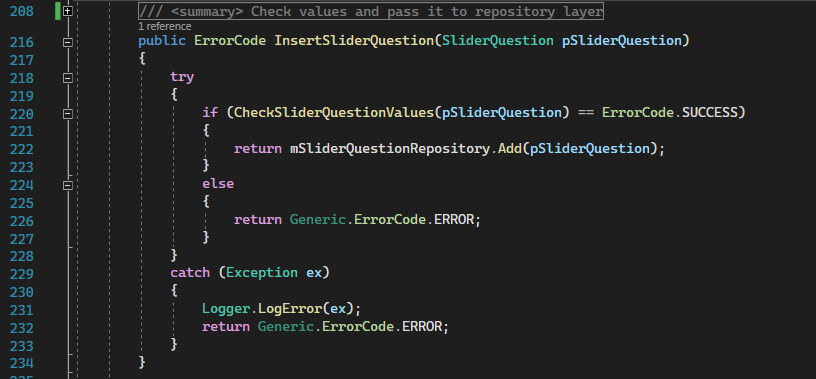 208 /// <summary> Check values and pass it to repository layer
1 reference
216 public ErrorCode InsertSliderQuestion(SliderQuestion pSliderQuestion)
217 {
218 try
219 {
220 if (CheckSliderQuestionValues(pSliderQuestion) == ErrorCode.SUCCESS)
221 {
222 return mSliderQuestionRepository.Add(pSliderQuestion);
223 }
224 else
225 {
226 return Generic.ErrorCode.ERROR;
227 }
228 }
229 catch (Exception ex)
230 {
231 Logger.LogError(ex);
232 return Generic.ErrorCode.ERROR;
233 }
234 }